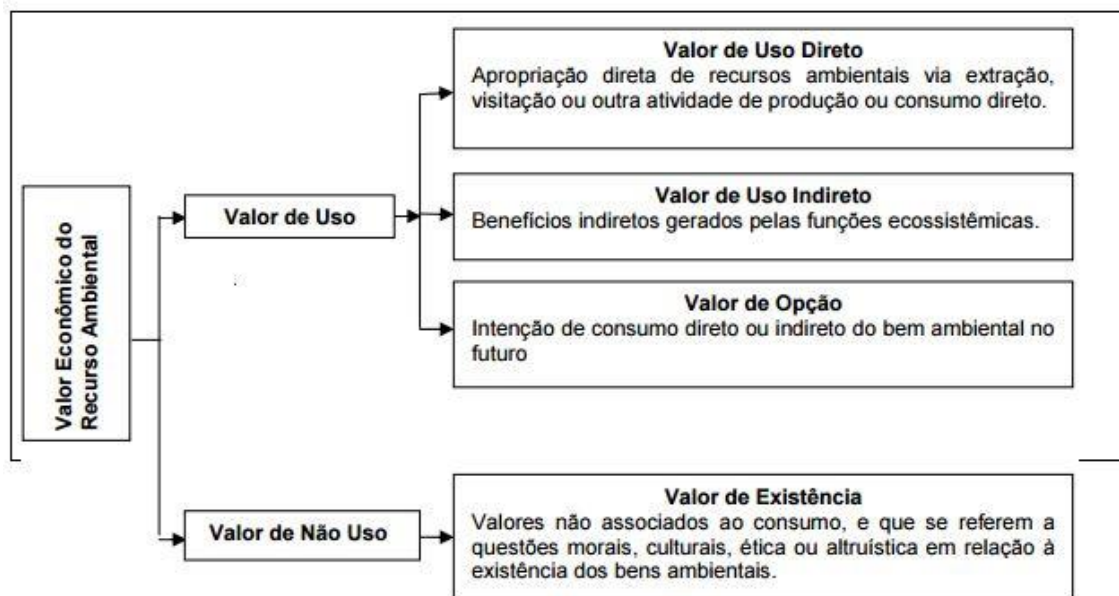 Valor Econômico do
Recurso Ambiental
Valor de Uso
Valor de Uso Direto
Apropriação direta de recursos ambientais via extração,
visitação ou outra atividade de produção ou consumo direto.
Valor de Uso Indireto
Benefícios indiretos gerados pelas funções ecossistêmicas.
Valor de Opção
Intenção de consumo direto ou indireto do bem ambiental no
futuro
Valor de Não Uso
Valor de Existência
Valores não associados ao consumo, e que se referem a
questões morais, culturais, ética ou altruística em relação à
existência dos bens ambientais.